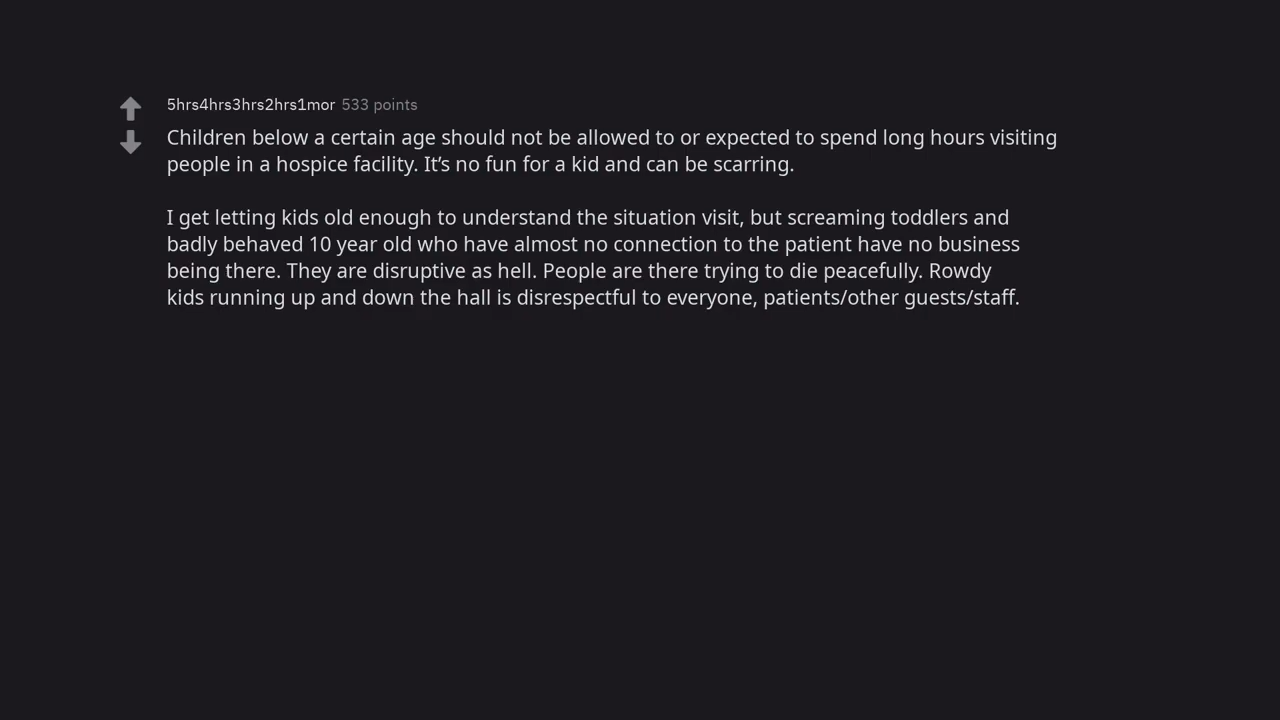 5hrs4hrs3hrs2hrs1mor 533 points
Children below a certain age should not be allowed to or expected to spend long hours visiting
people in a hospice facility. It’s no fun for a kid and can be scarring.
I get letting kids old enough to understand the situation visit, but screaming toddlers and
badly behaved 10 year old who have almost no connection to the patient have no business
being there. They are disruptive as hell. People are there trying to die peacefully. Rowdy
kids running up and down the hall is disrespectful to everyone, patients/other guests/staff.